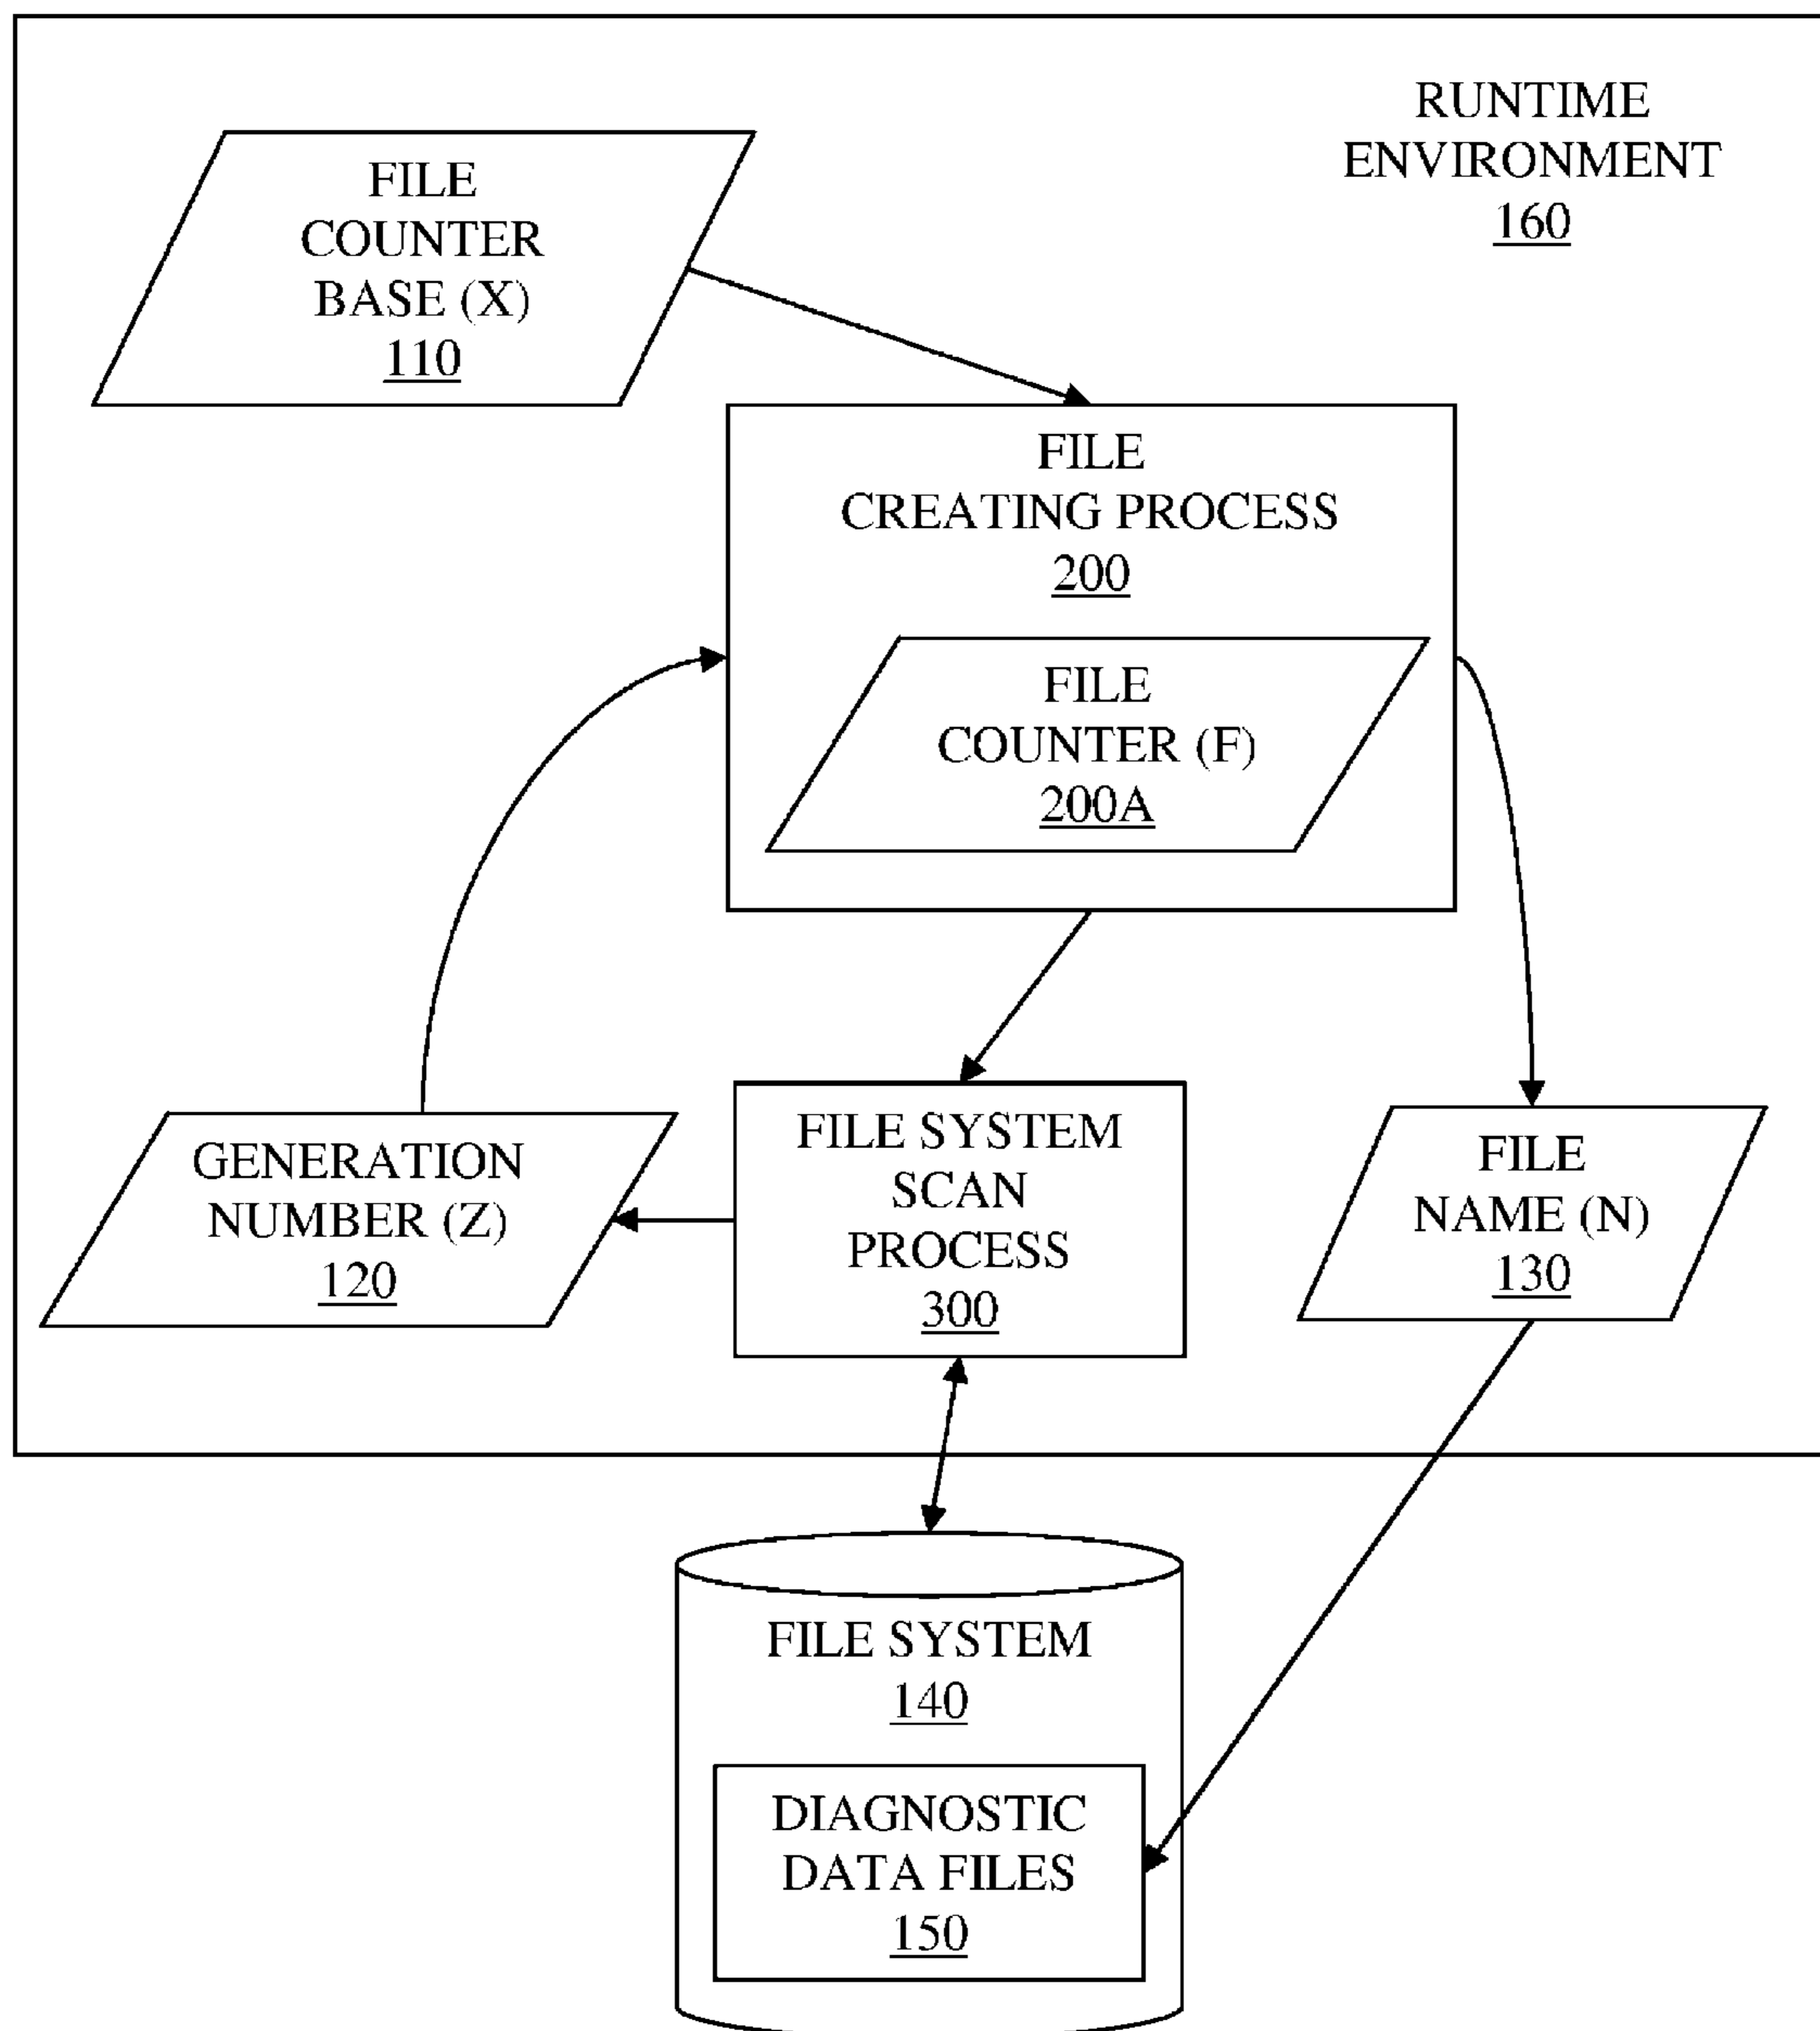 RUNTIME
ENVIRONMENT
160
FILE
COUNTER
BASE (X)
110
FILE
CREATING PROCESS
200
FILE
COUNTER (F)
200A
GENERATION
NUMBER (Z)
120
FILE SYSTEM
SCAN
PROCESS
300
FILE
NAME (N)
130
FILE SYSTEM
140
DIAGNOSTIC
DATA FILES
150